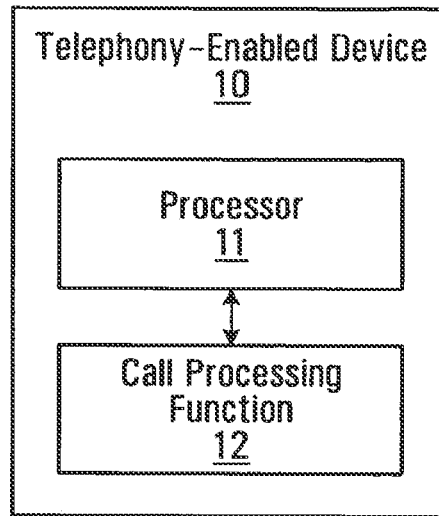 Telephony-Enabled Device
10
Processor
11
Call Processing
Function
12